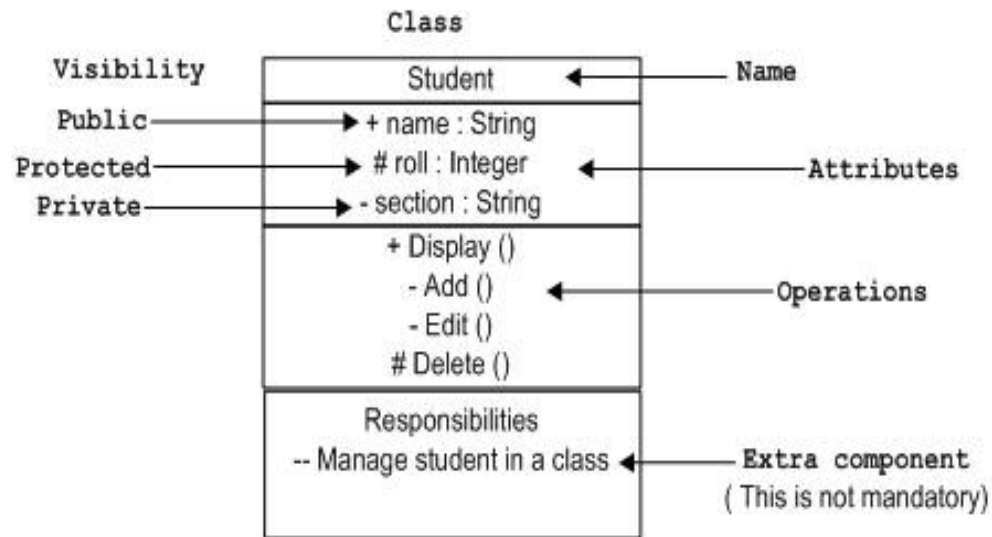 Class
Visibility
Student
Name
Public
+ name : String
Protected
# roll : Integer
Attributes
Private
- section : String
+ Display ()
- Add ()
Operations
- Edit ()
# Delete ()
Responsibilities
-- Manage student in a class
Extra component
( This is not mandatory)